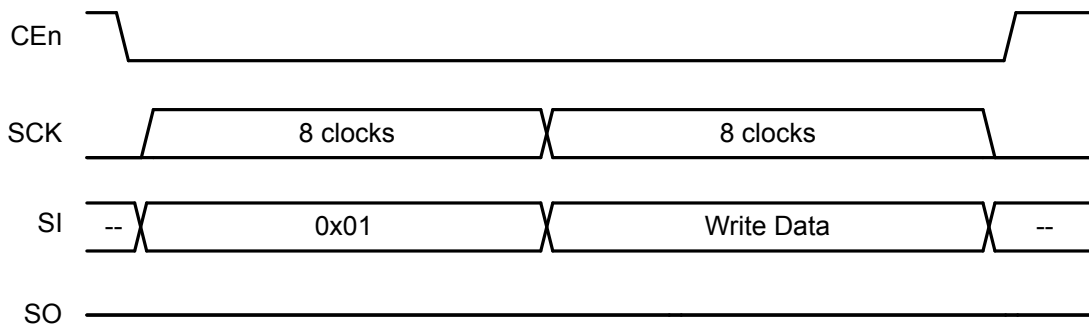 CEn
SCK 8 clocks 8 clocks
SI -- 0x01 Write Data --
SO